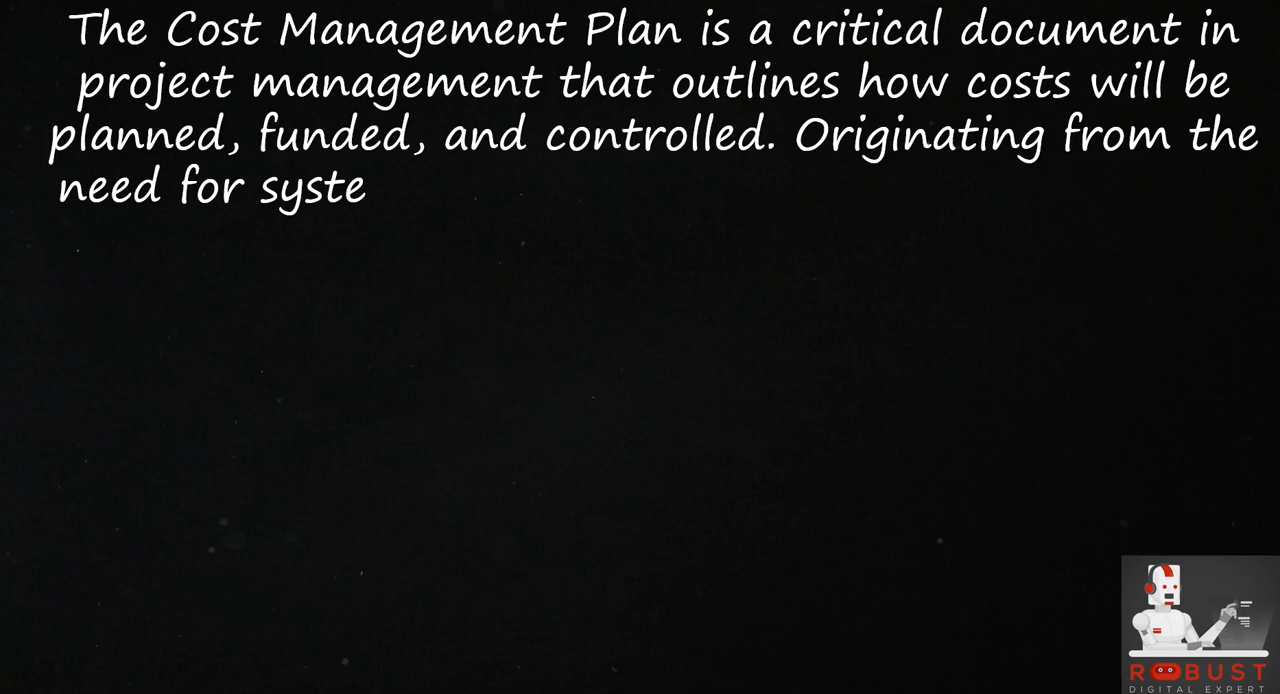 The Cost Management Plan is a critical document in
project management that outlines how costs will be
planned, funded, and controlled. Originating from the
need for syste
ROBUST
DIGITAL EXPERT